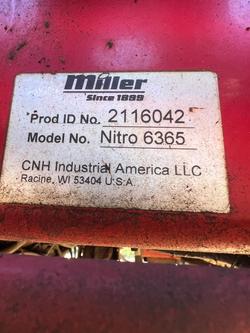 Miller
Since 1899
Prod ID No. 2116042
Model No. Nitro 6365
CNH Industrial America LLC
Racine, WI 53404 U.S.A.